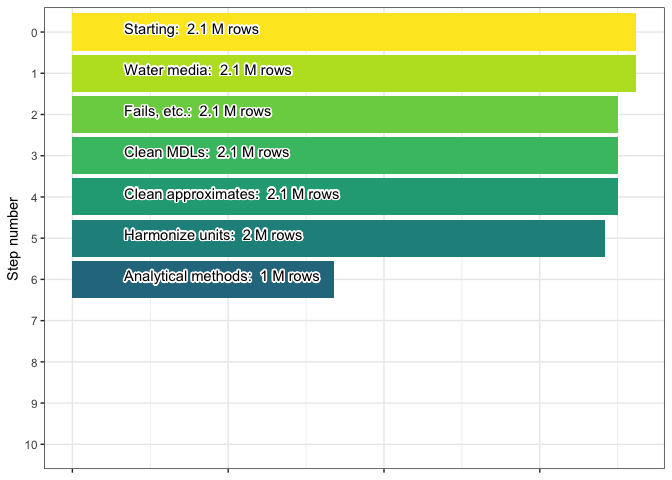 Step number
0
Starting:  2.1 M rows
1
Water media:  2.1 M rows
2
Fails, etc.:  2.1 M rows
3
Clean MDLs:  2.1 M rows
4
Clean approximates:  2.1 M rows
5
Harmonize units:  2 M rows
6
Analytical methods:  1 M rows
7
8
9
10